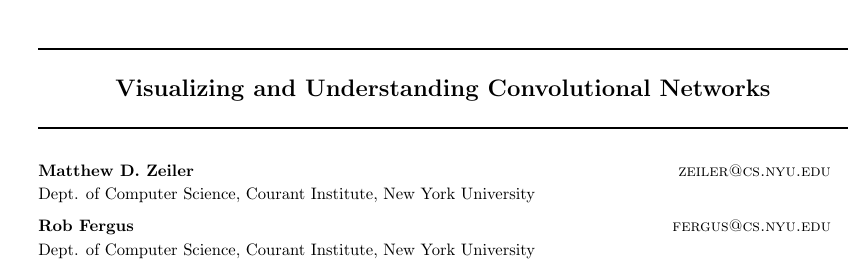 Visualizing and Understanding Convolutional Networks
Matthew D. Zeiler zeiler@cs.nyu.edu
Dept. of Computer Science, Courant Institute, New York University
Rob Fergus fergus@cs.nyu.edu
Dept. of Computer Science, Courant Institute, New York University